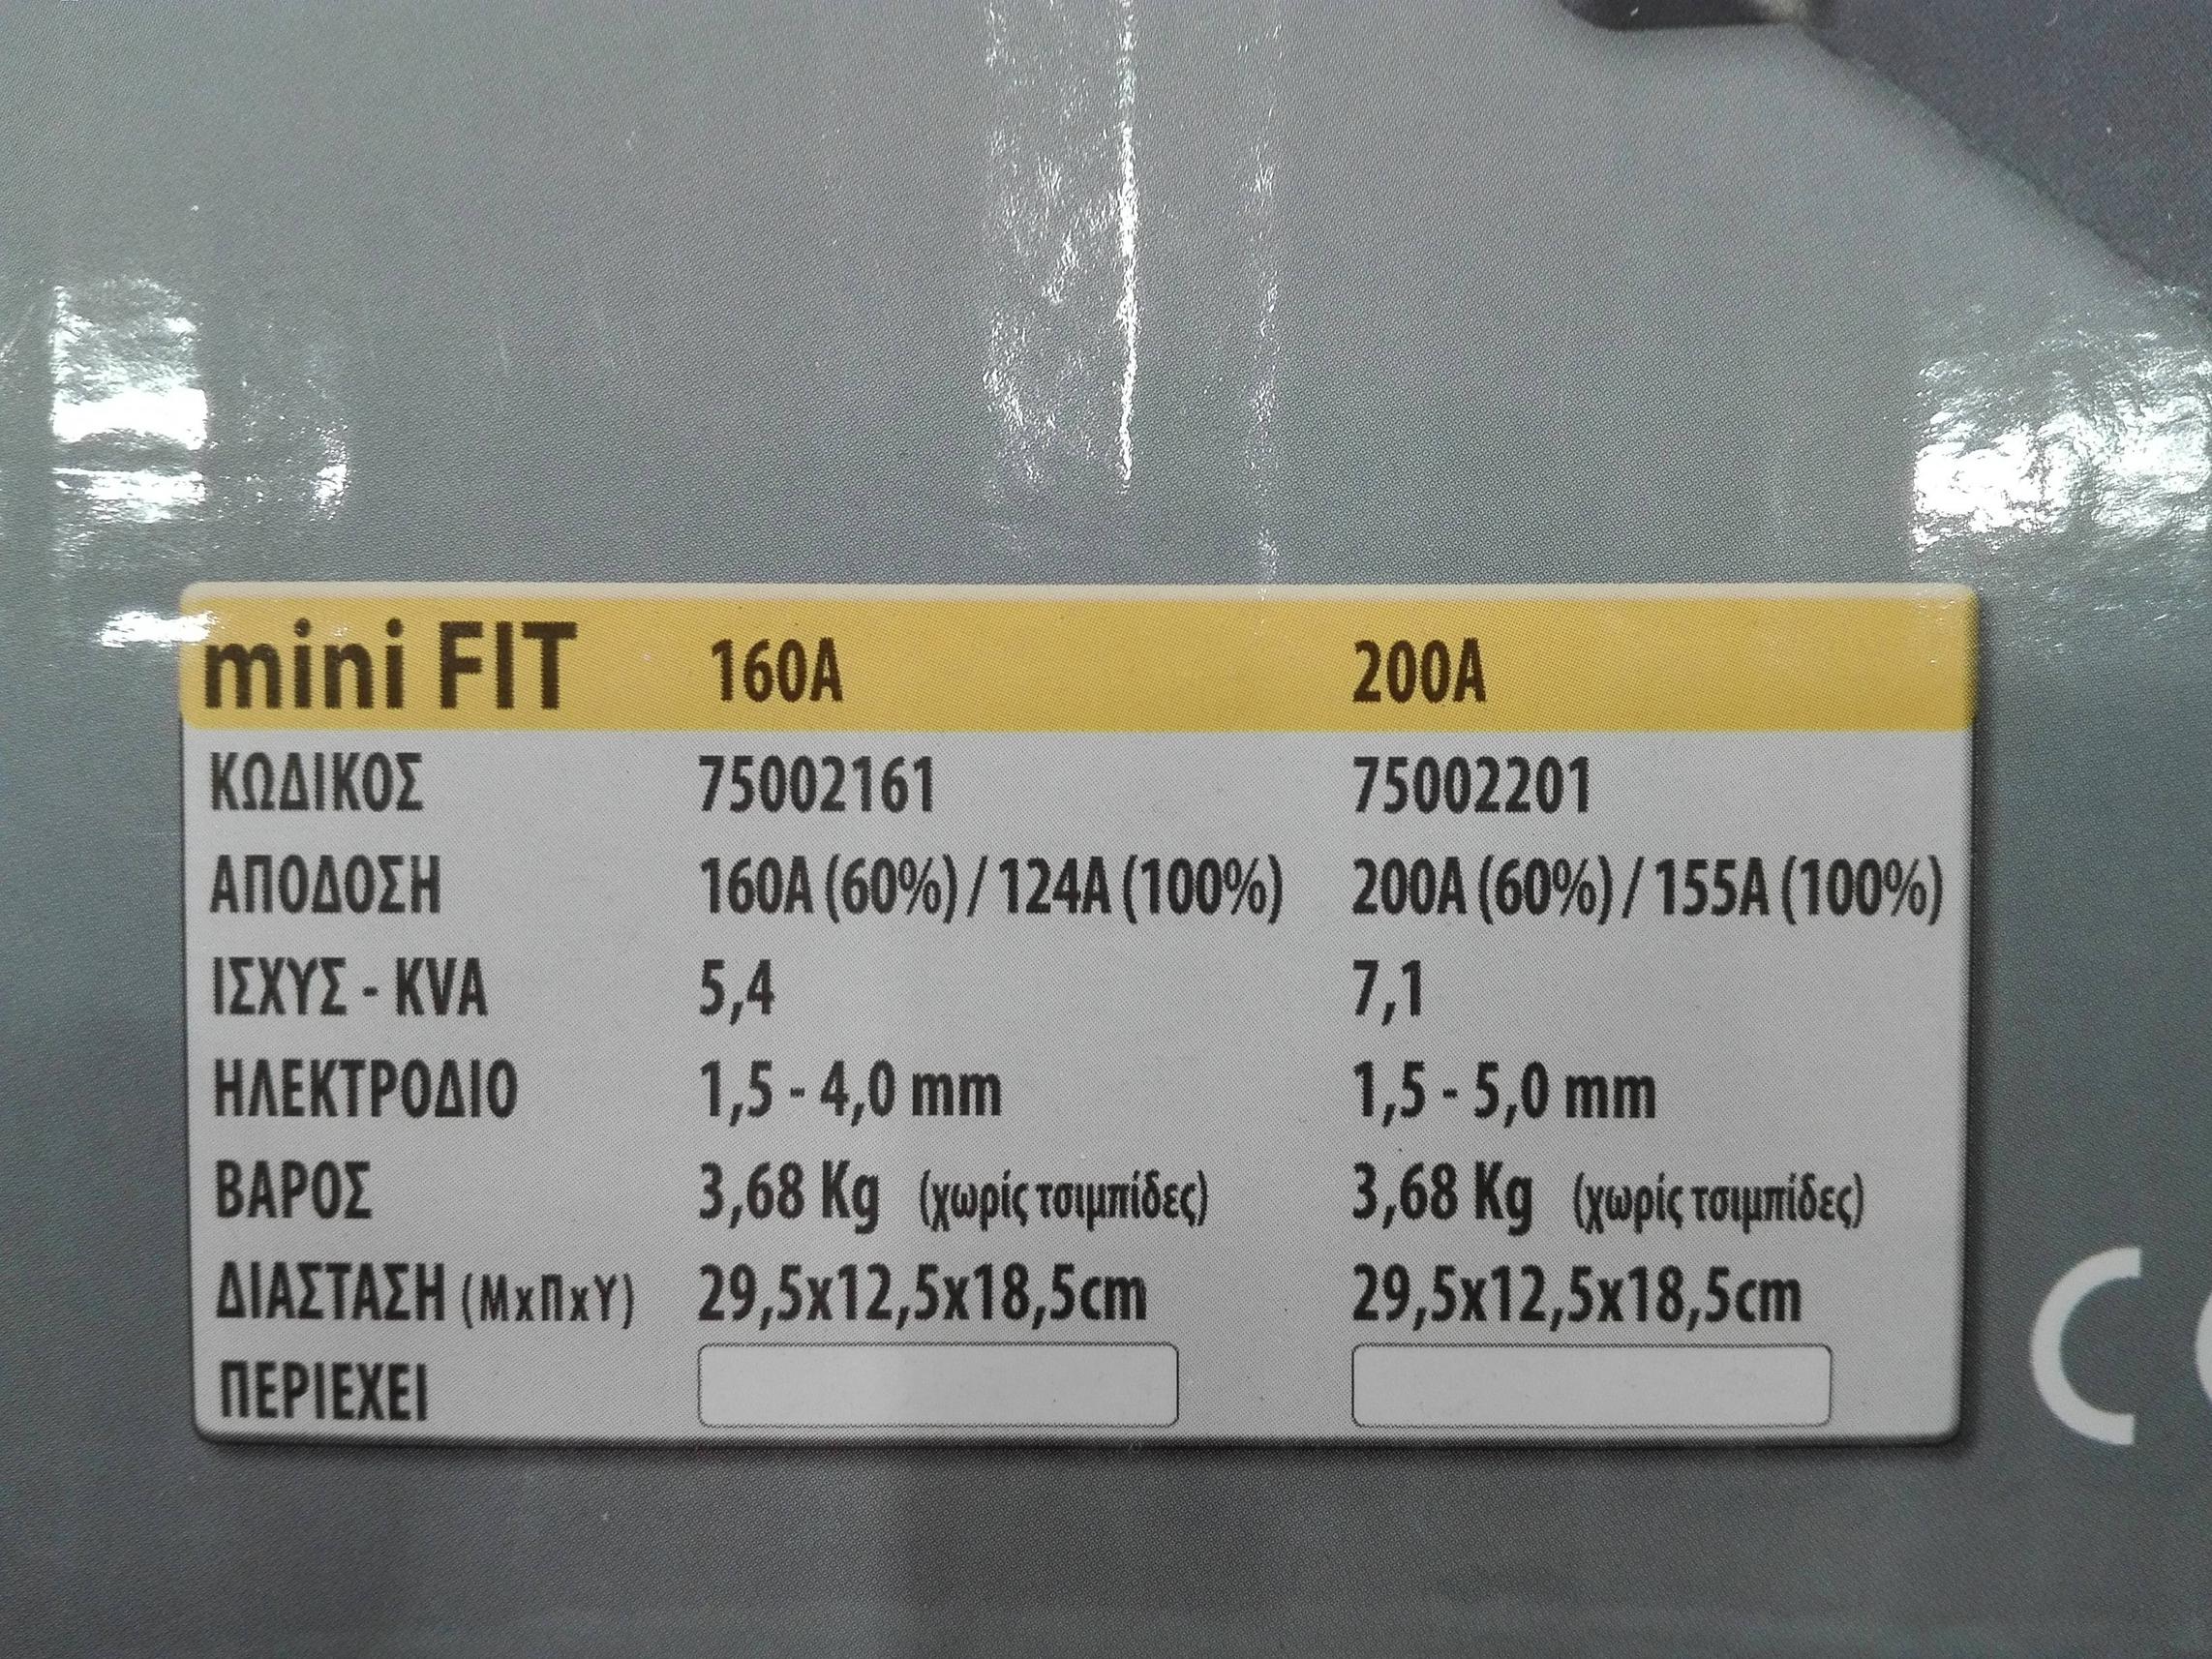 mini FIT 160A 200A
ΚΩΔΙΚΟΣ 75002161 75002201
ΑΠΟΔΟΣΗ 160A (60%) / 124A (100%) 200A (60%) / 155A (100%)
ΙΣΧΥΣ - KVA 5,4 7,1
ΗΛΕΚΤΡΟΔΙΟ 1,5 - 4,0 mm 1,5 - 5,0 mm
ΒΑΡΟΣ 3,68 Kg (χωρίς τσιμπίδες) 3,68 Kg (χωρίς τσιμπίδες)
ΔΙΑΣΤΑΣΗ (ΜxΠxΥ) 29,5x12,5x18,5cm 29,5x12,5x18,5cm
ΠΕΡΙΕΧΕΙ